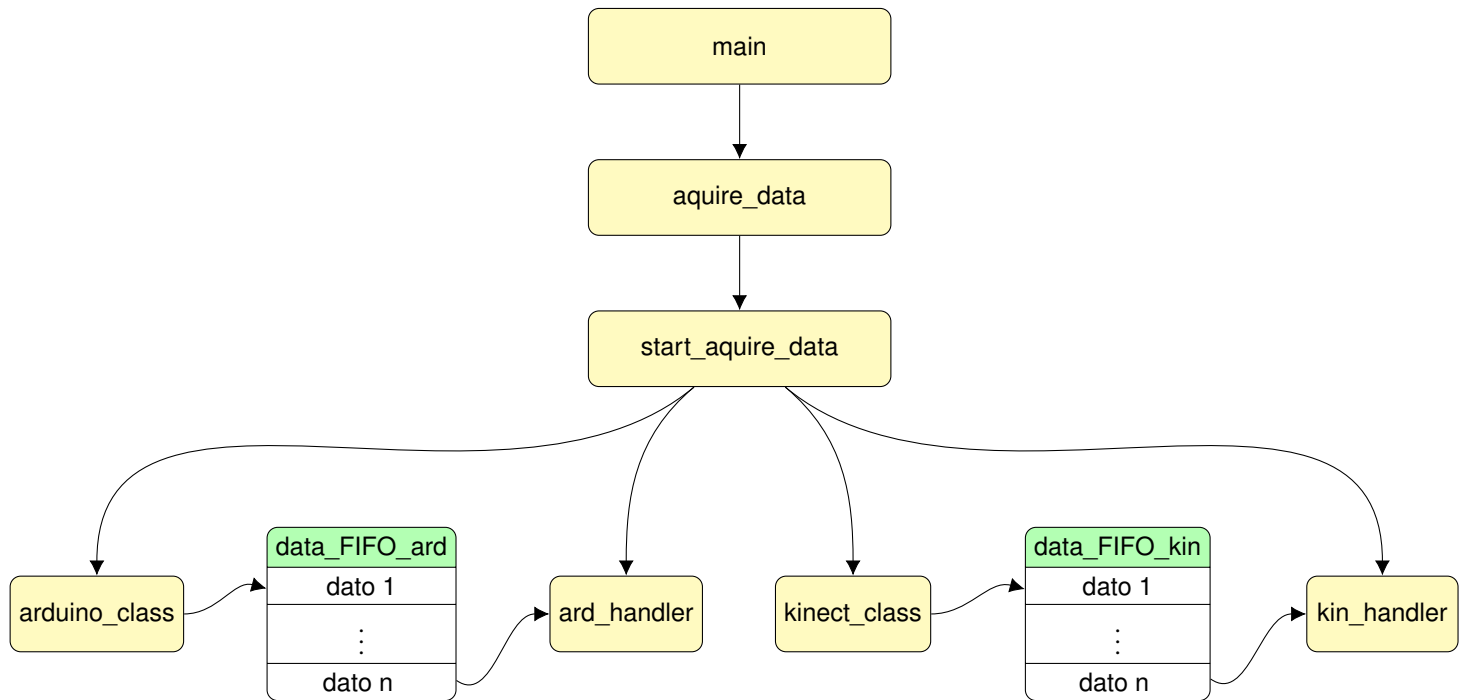 main
aquire_data
start_aquire_data
arduino_class
data_FIFO_ard
dato 1
⋮
dato n
ard_handler
kinect_class
data_FIFO_kin
dato 1
⋮
dato n
kin_handler